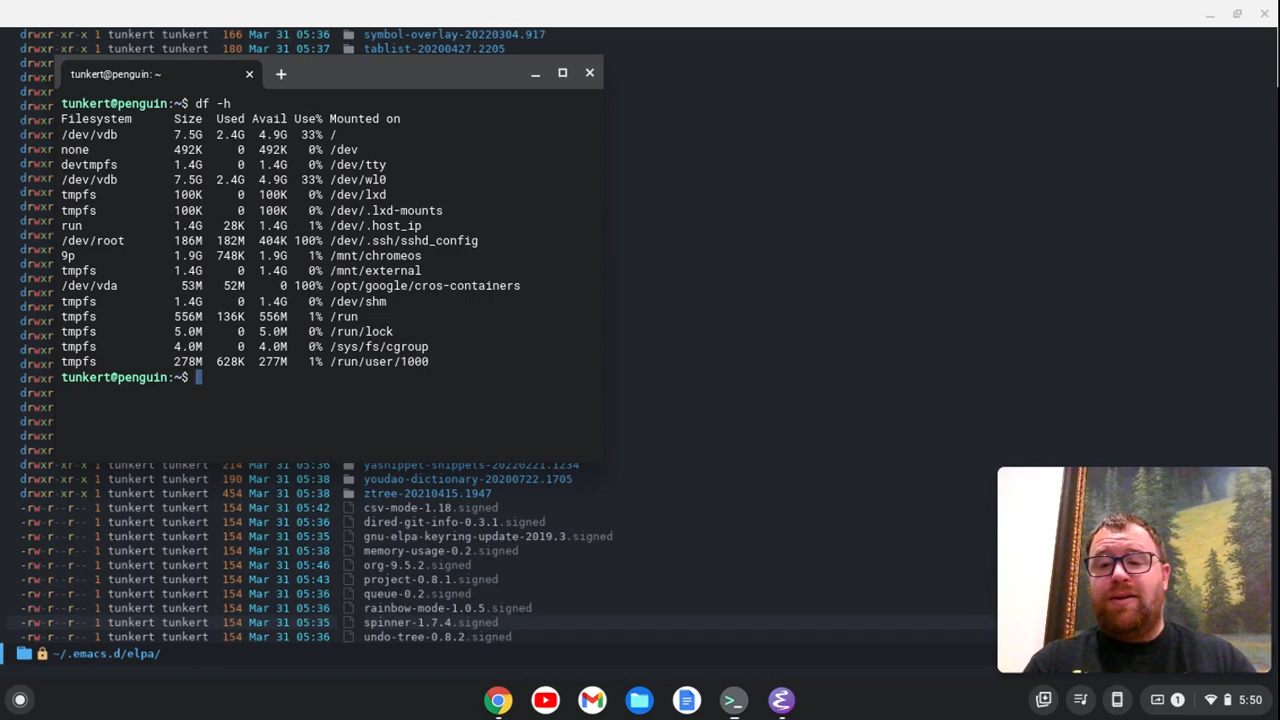 drwxr-xr-x 1 tunkert tunkert 166 Mar 31 05:36 symbol-overlay-20220304.917
drwxr-xr-x 1 tunkert tunkert 180 Mar 31 05:37 tablist-20200427.2205
tunkert@penguin: ~
tunkert@penguin:~$ df -h
Filesystem Size Used Avail Use% Mounted on
/dev/vdb 7.5G 2.4G 4.9G 33% /
none 492K 0 492K 0% /dev
devtmpfs 1.4G 0 1.4G 0% /dev/tty
/dev/vdb 7.5G 2.4G 4.9G 33% /dev/wl0
tmpfs 100K 0 100K 0% /dev/lxd
tmpfs 100K 0 100K 0% /dev/.lxd-mounts
run 1.4G 28K 1.4G 1% /dev/.host_ip
/dev/root 186M 182M 404K 100% /dev/.ssh/sshd_config
9p 1.9G 748K 1.9G 1% /mnt/chromeos
tmpfs 1.4G 0 1.4G 0% /mnt/external
/dev/vda 53M 52M 0 100% /opt/google/cros-containers
tmpfs 1.4G 0 1.4G 0% /dev/shm
tmpfs 556M 136K 556M 1% /run
tmpfs 5.0M 0 5.0M 0% /run/lock
tmpfs 4.0M 0 4.0M 0% /sys/fs/cgroup
tmpfs 278M 628K 277M 1% /run/user/1000
tunkert@penguin:~$
drwxr-xr-x 1 tunkert tunkert 214 Mar 31 05:36 yasnippet-snippets-20220221.1234
drwxr-xr-x 1 tunkert tunkert 190 Mar 31 05:38 youdao-dictionary-20200722.1705
drwxr-xr-x 1 tunkert tunkert 454 Mar 31 05:38 ztree-20210415.1947
-rw-r--r-- 1 tunkert tunkert 154 Mar 31 05:42 csv-mode-1.18.signed
-rw-r--r-- 1 tunkert tunkert 154 Mar 31 05:36 dired-git-info-0.3.1.signed
-rw-r--r-- 1 tunkert tunkert 154 Mar 31 05:35 gnu-elpa-keyring-update-2019.3.signed
-rw-r--r-- 1 tunkert tunkert 154 Mar 31 05:38 memory-usage-0.2.signed
-rw-r--r-- 1 tunkert tunkert 154 Mar 31 05:46 org-9.5.2.signed
-rw-r--r-- 1 tunkert tunkert 154 Mar 31 05:43 project-0.8.1.signed
-rw-r--r-- 1 tunkert tunkert 154 Mar 31 05:36 queue-0.2.signed
-rw-r--r-- 1 tunkert tunkert 154 Mar 31 05:36 rainbow-mode-1.0.5.signed
-rw-r--r-- 1 tunkert tunkert 154 Mar 31 05:35 spinner-1.7.4.signed
-rw-r--r-- 1 tunkert tunkert 154 Mar 31 05:36 undo-tree-0.8.2.signed
~/.emacs.d/elpa/
1 5:50